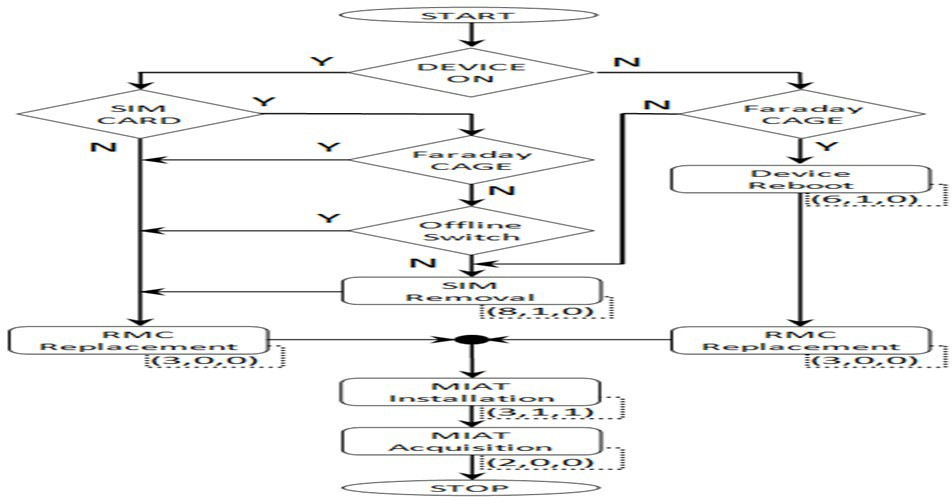 START
DEVICE
ON
Y
N
SIM
CARD
Y
N
Faraday
CAGE
N
Y
Faraday
CAGE
Y
N
Device
Reboot
(6,1,0)
Y
Offline
Switch
N
SIM
Removal
(8,1,0)
RMC
Replacement
(3,0,0)
RMC
Replacement
(3,0,0)
MIAT
Installation
(3,1,1)
MIAT
Acquisition
(2,0,0)
STOP